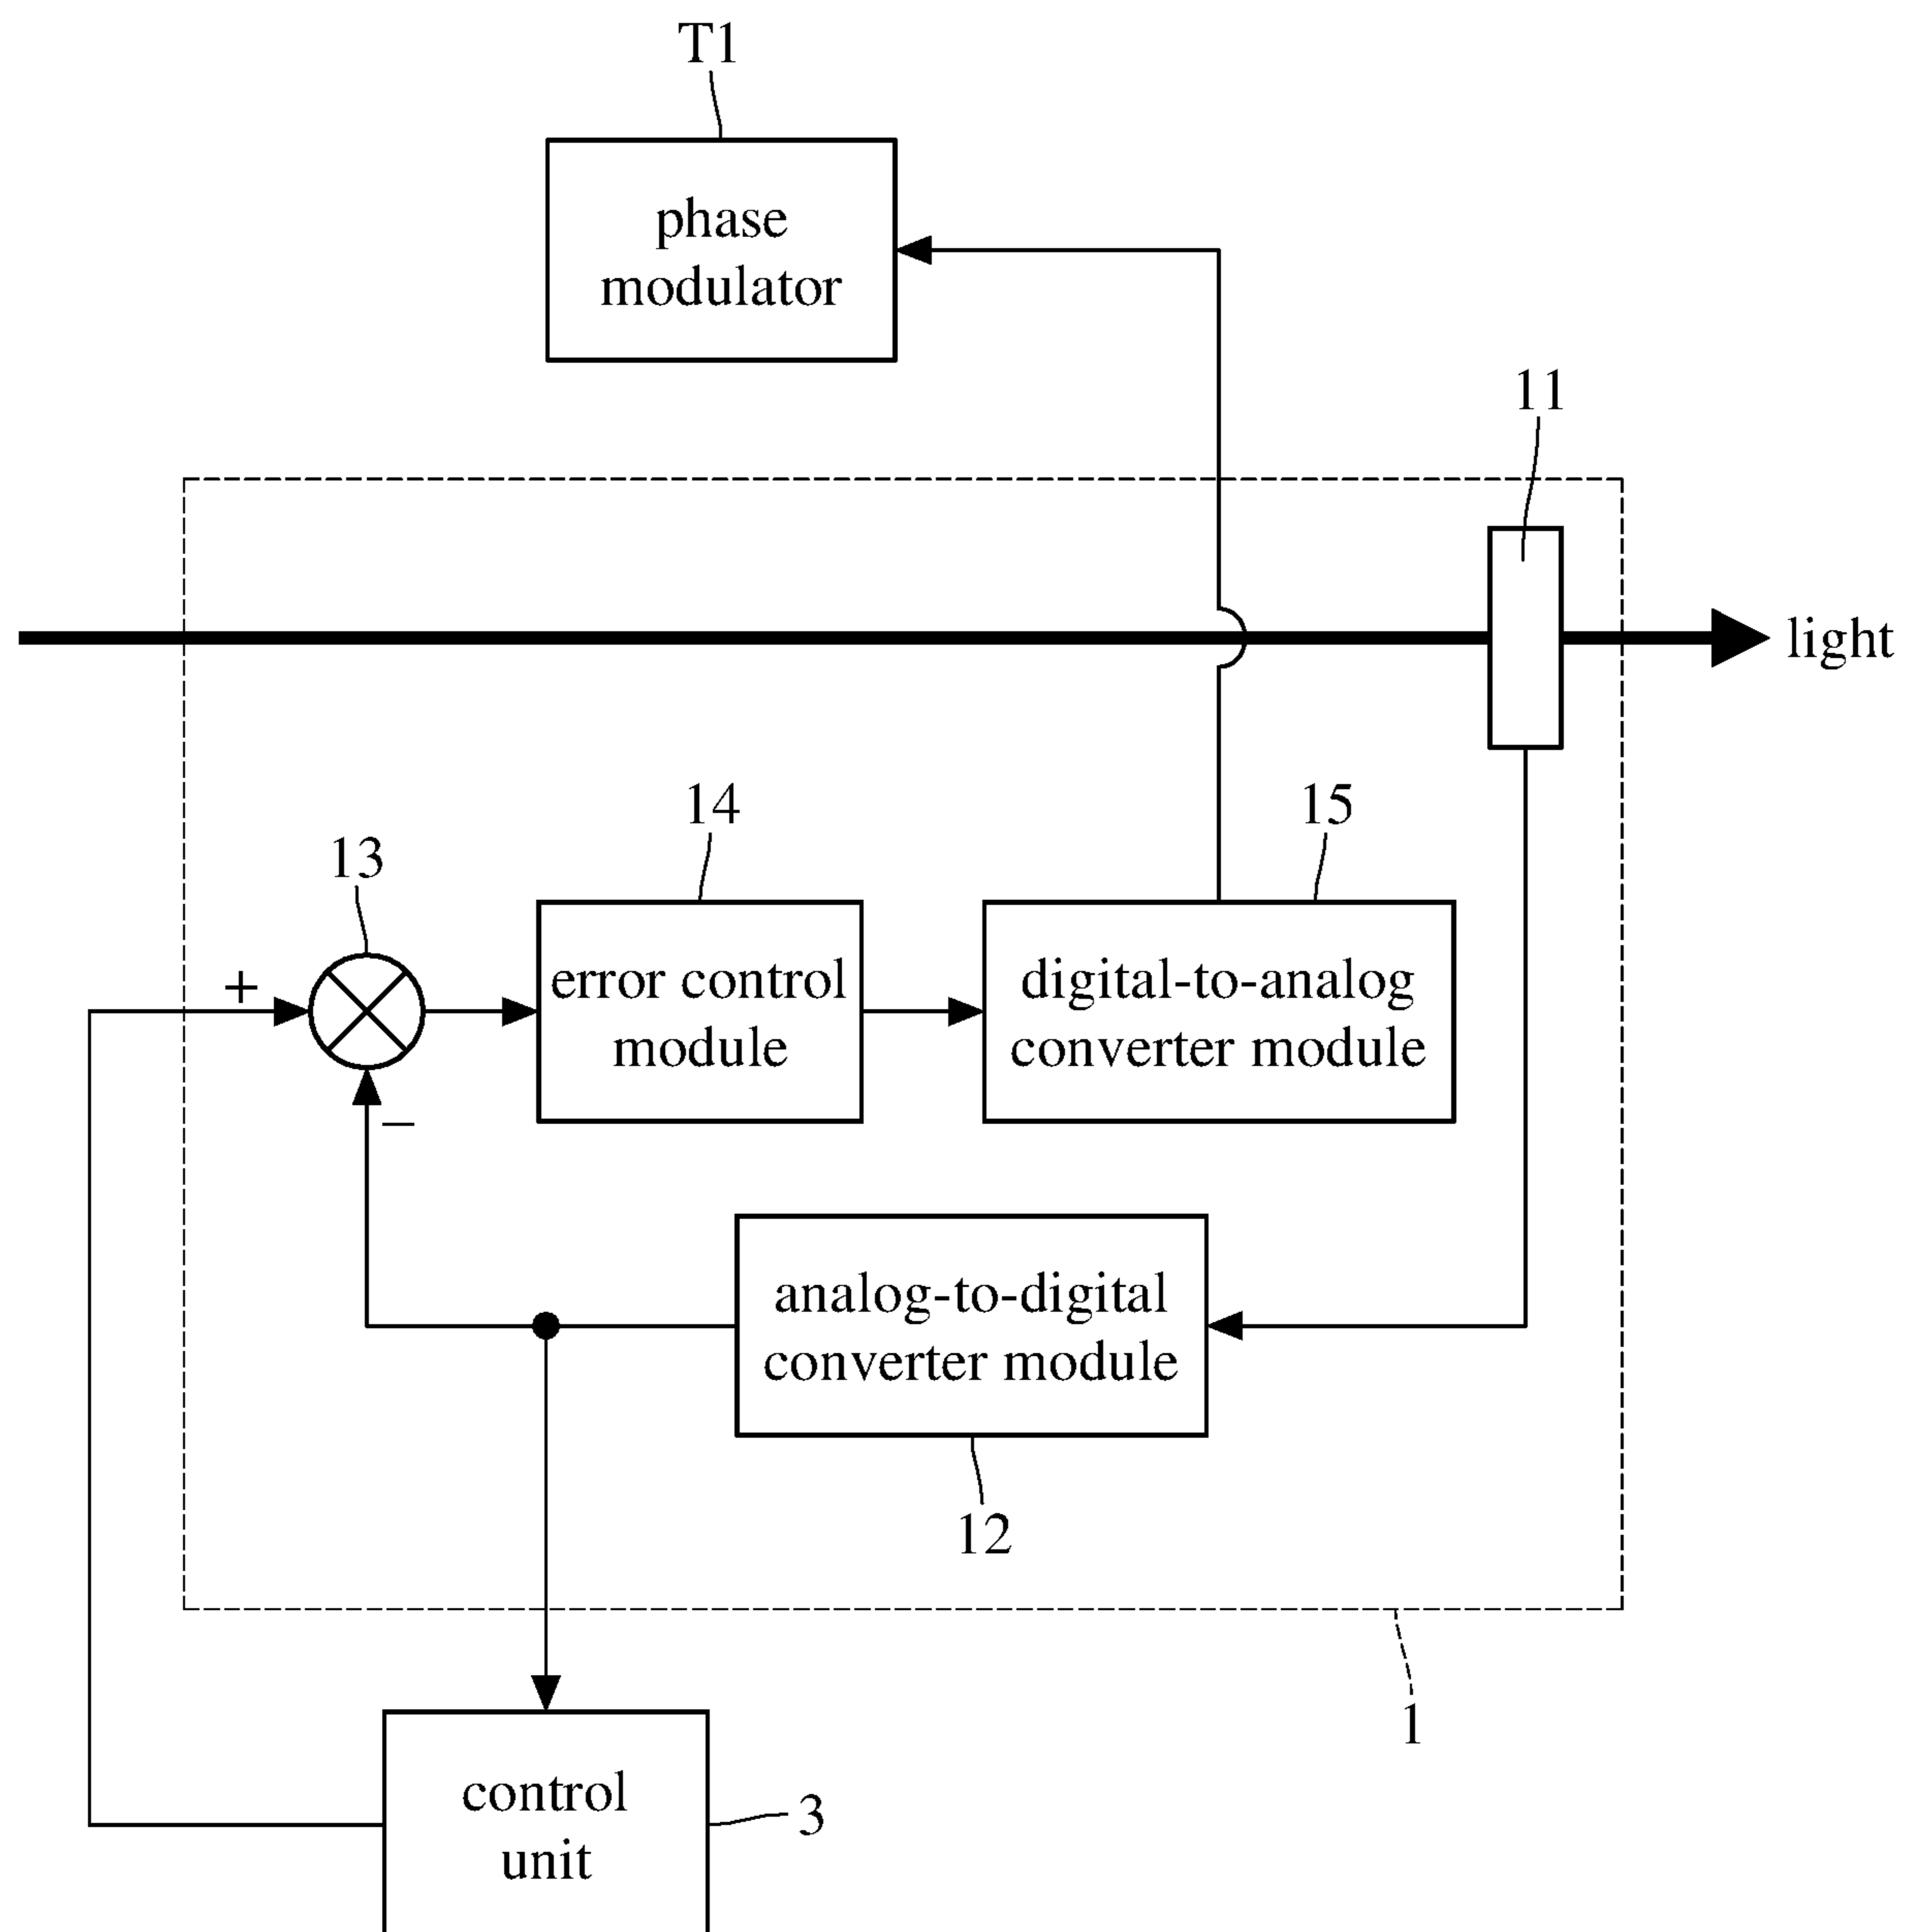 T1
phase
modulator
11
light
14
15
13
+
error control
module
digital-to-analog
converter module
−
analog-to-digital
converter module
12
1
control
unit
3